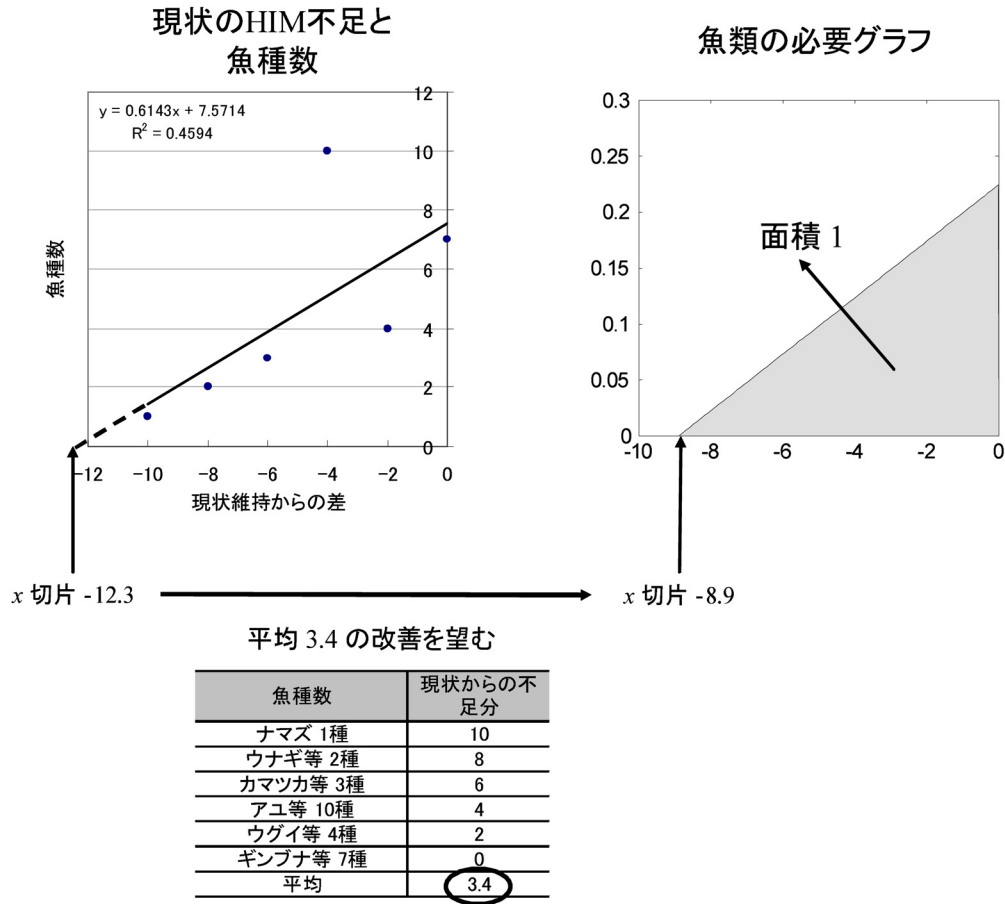 現状のHIM不足と
魚種数
y = 0.6143x + 7.5714
R² = 0.4594
魚種数
12
10
8
6
4
2
0
−12 −10 −8 −6 −4 −2 0
現状維持からの差
魚類の必要グラフ
0.3
0.25
0.2
0.15
0.1
0.05
0
-10 -8 -6 -4 -2 0
面積 1
x 切片 -12.3
x 切片 -8.9
平均 3.4 の改善を望む
魚種数 現状からの不
足分
ナマズ 1種 10
ウナギ等 2種 8
カマツカ等 3種 6
アユ等 10種 4
ウグイ等 4種 2
ギンブナ等 7種 0
平均 3.4